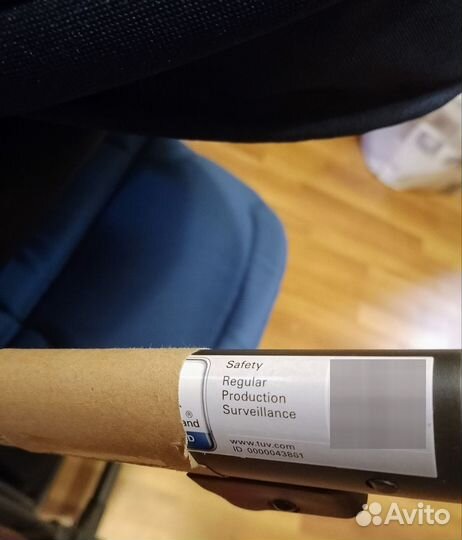 Safety
Regular
Production
Surveillance
®
and
D
www.tuv.com
ID 0000043861
Avito